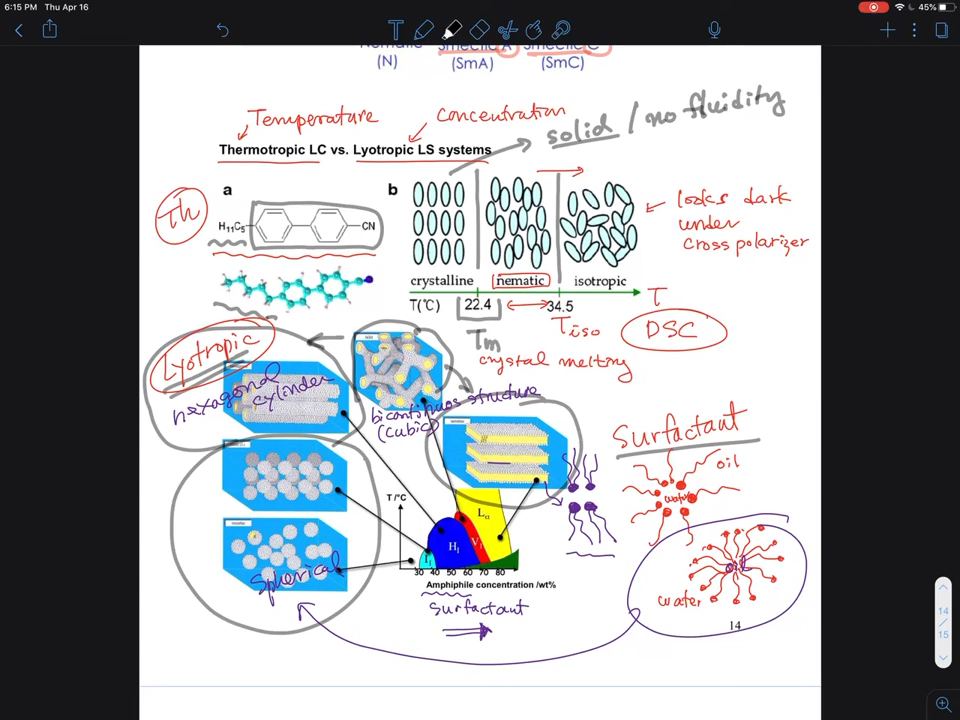 6:15 PM Thu Apr 16
45%
Nematic Smectic A Smectic C
(N) (SmA) (SmC)
Temperature
Concentration
solid / no fluidity
Thermotropic LC vs. Lyotropic LS systems
a
b
Th
H₁₁C₅
CN
looks dark
under
cross polarizer
crystalline nematic isotropic
T(℃) 22.4 34.5
T
Tm
Tiso
DSC
crystal melting
Lyotropic
hexagonal
cylinder
bicontinuous structure
(cubic)
Surfactant
oil
water
T /°C
Lα
H₁
V₁
I
30 40 50 60 70 80
Amphiphile concentration /wt%
surfactant
Spherical
oil
water
14
14
15